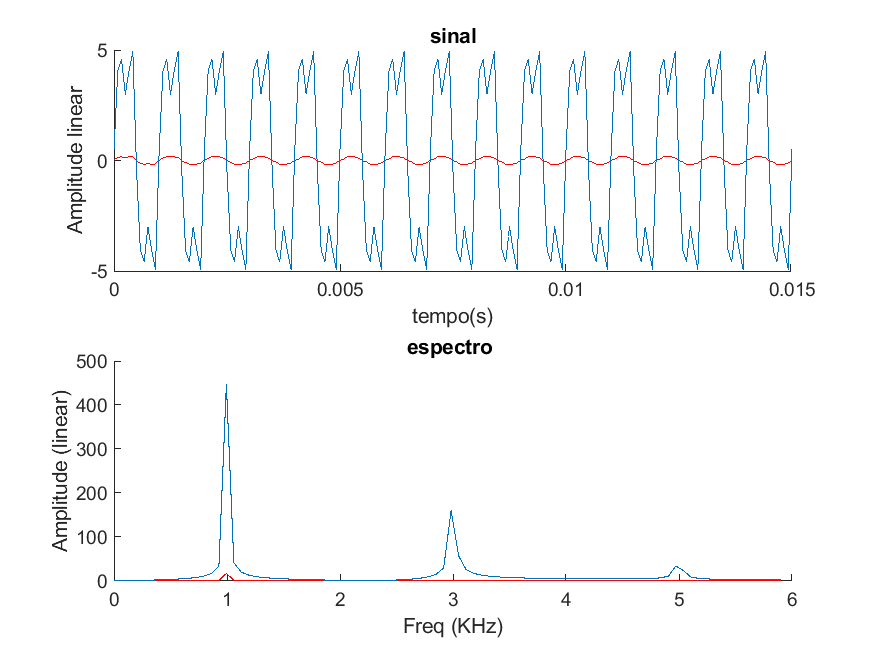 sinal
Amplitude linear
5
0
-5
0 0.005 0.01 0.015
tempo(s)
espectro
Amplitude (linear)
500
400
300
200
100
0
0 1 2 3 4 5 6
Freq (KHz)